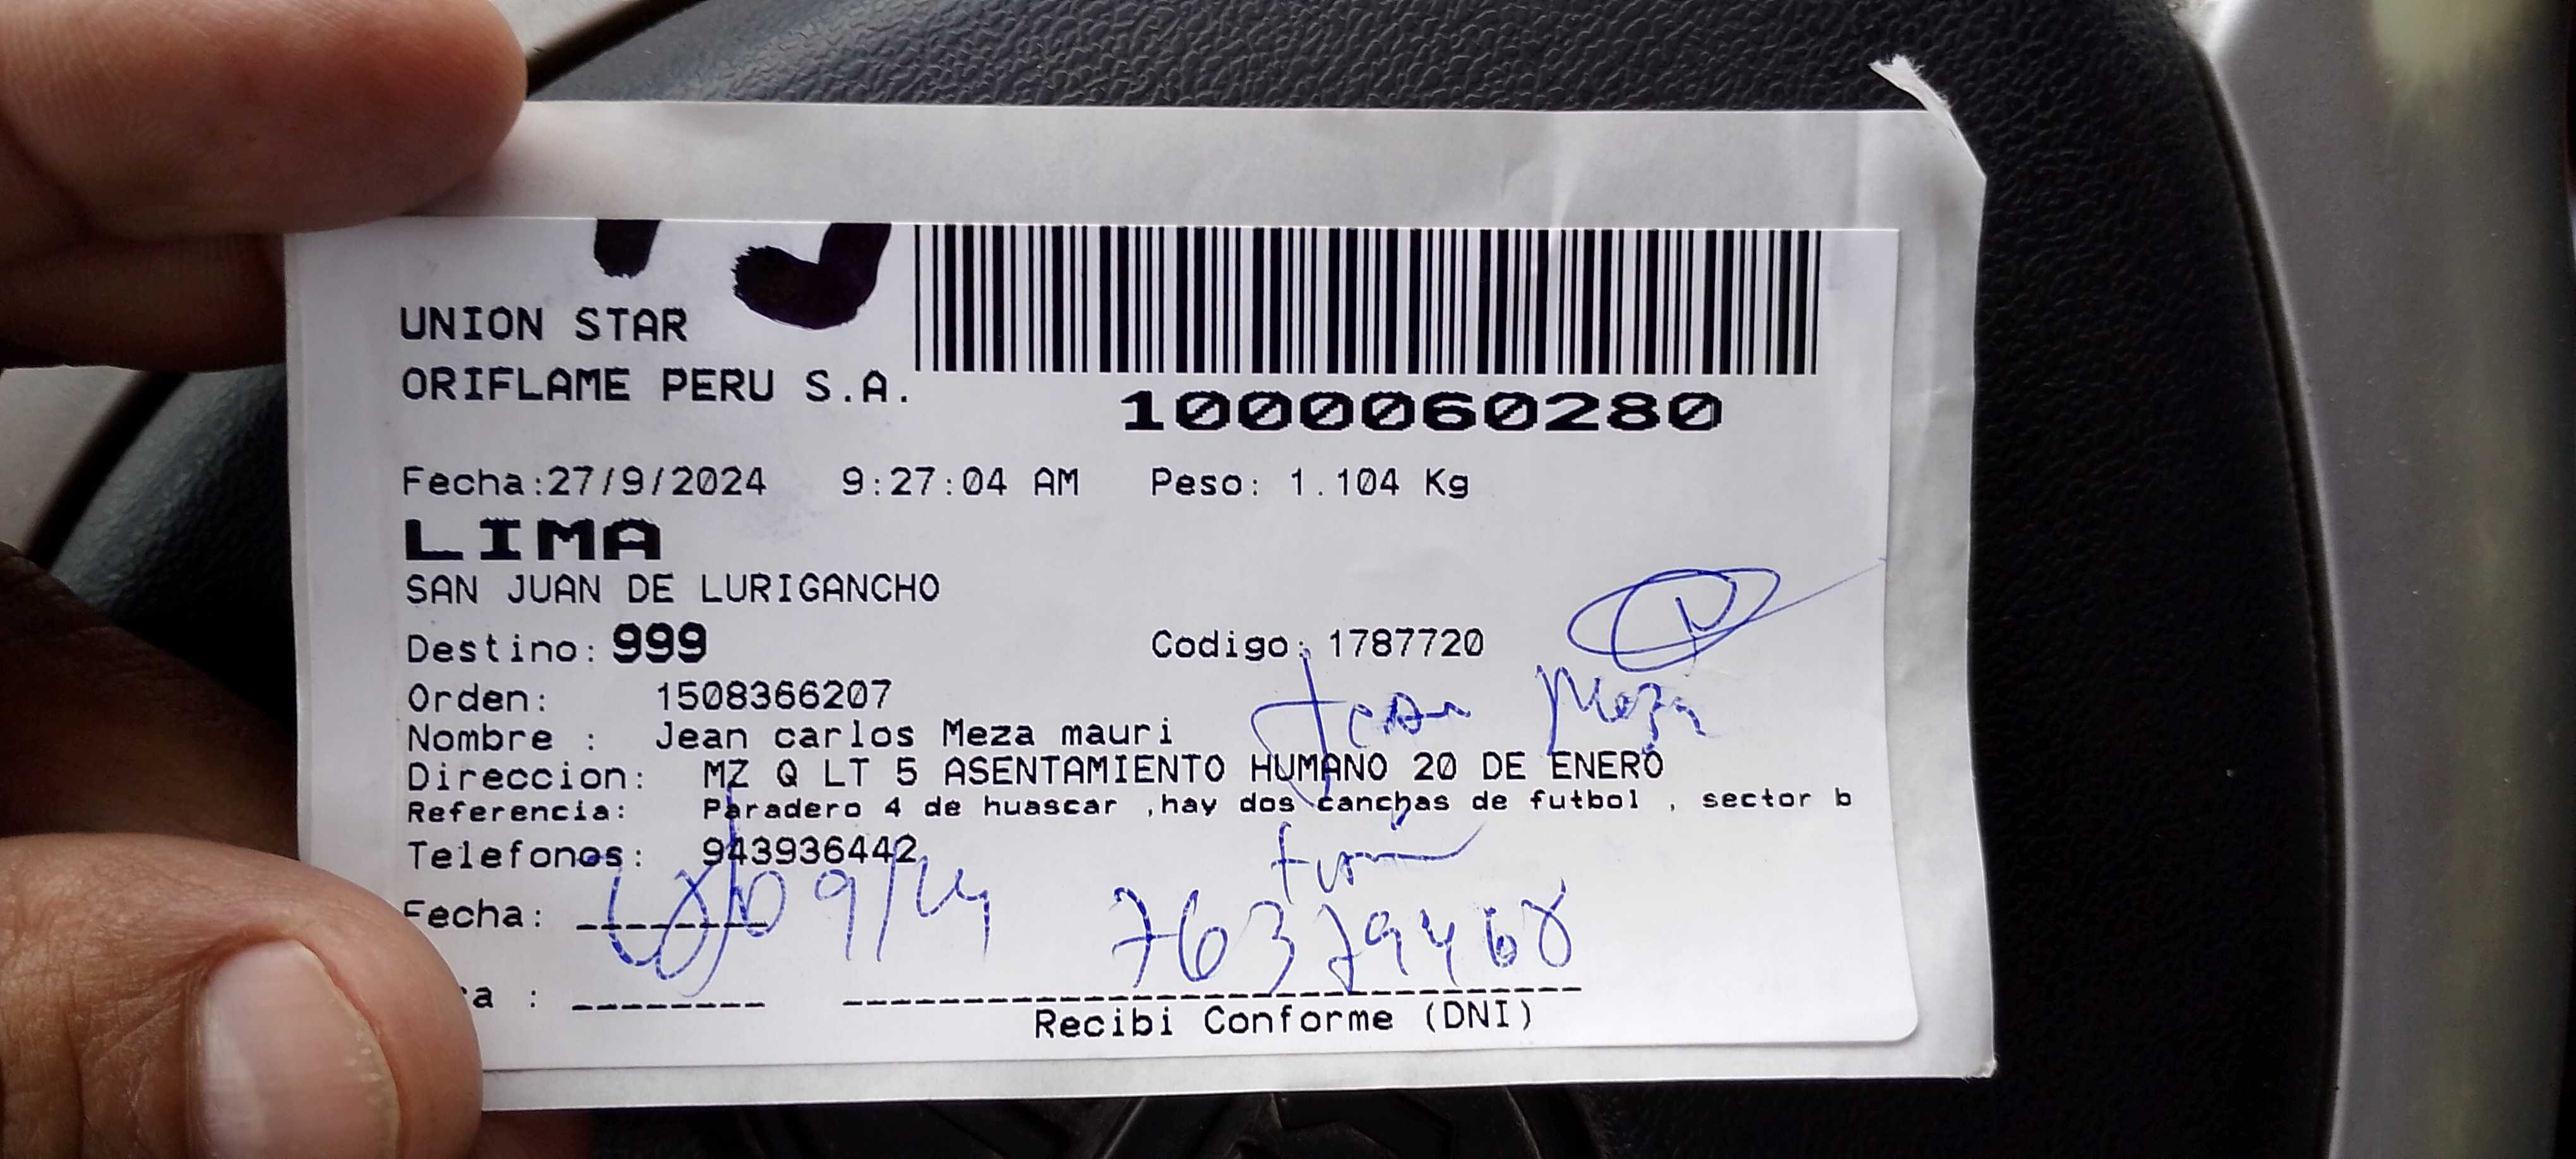 UNION STAR
ORIFLAME PERU S.A.
1000060280
Fecha:27/9/2024 9:27:04 AM Peso: 1.104 Kg
LIMA
SAN JUAN DE LURIGANCHO
Destino: 999 Codigo: 1787720
Orden: 1508366207
Jean Meza
Nombre : Jean carlos Meza mauri
Direccion: MZ Q LT 5 ASENTAMIENTO HUMANO 20 DE ENERO
Referencia: Paradero 4 de huascar ,hay dos canchas de futbol , sector b
Telefonos: 943936442
Fecha:
76379468
a :
Recibi Conforme (DNI)